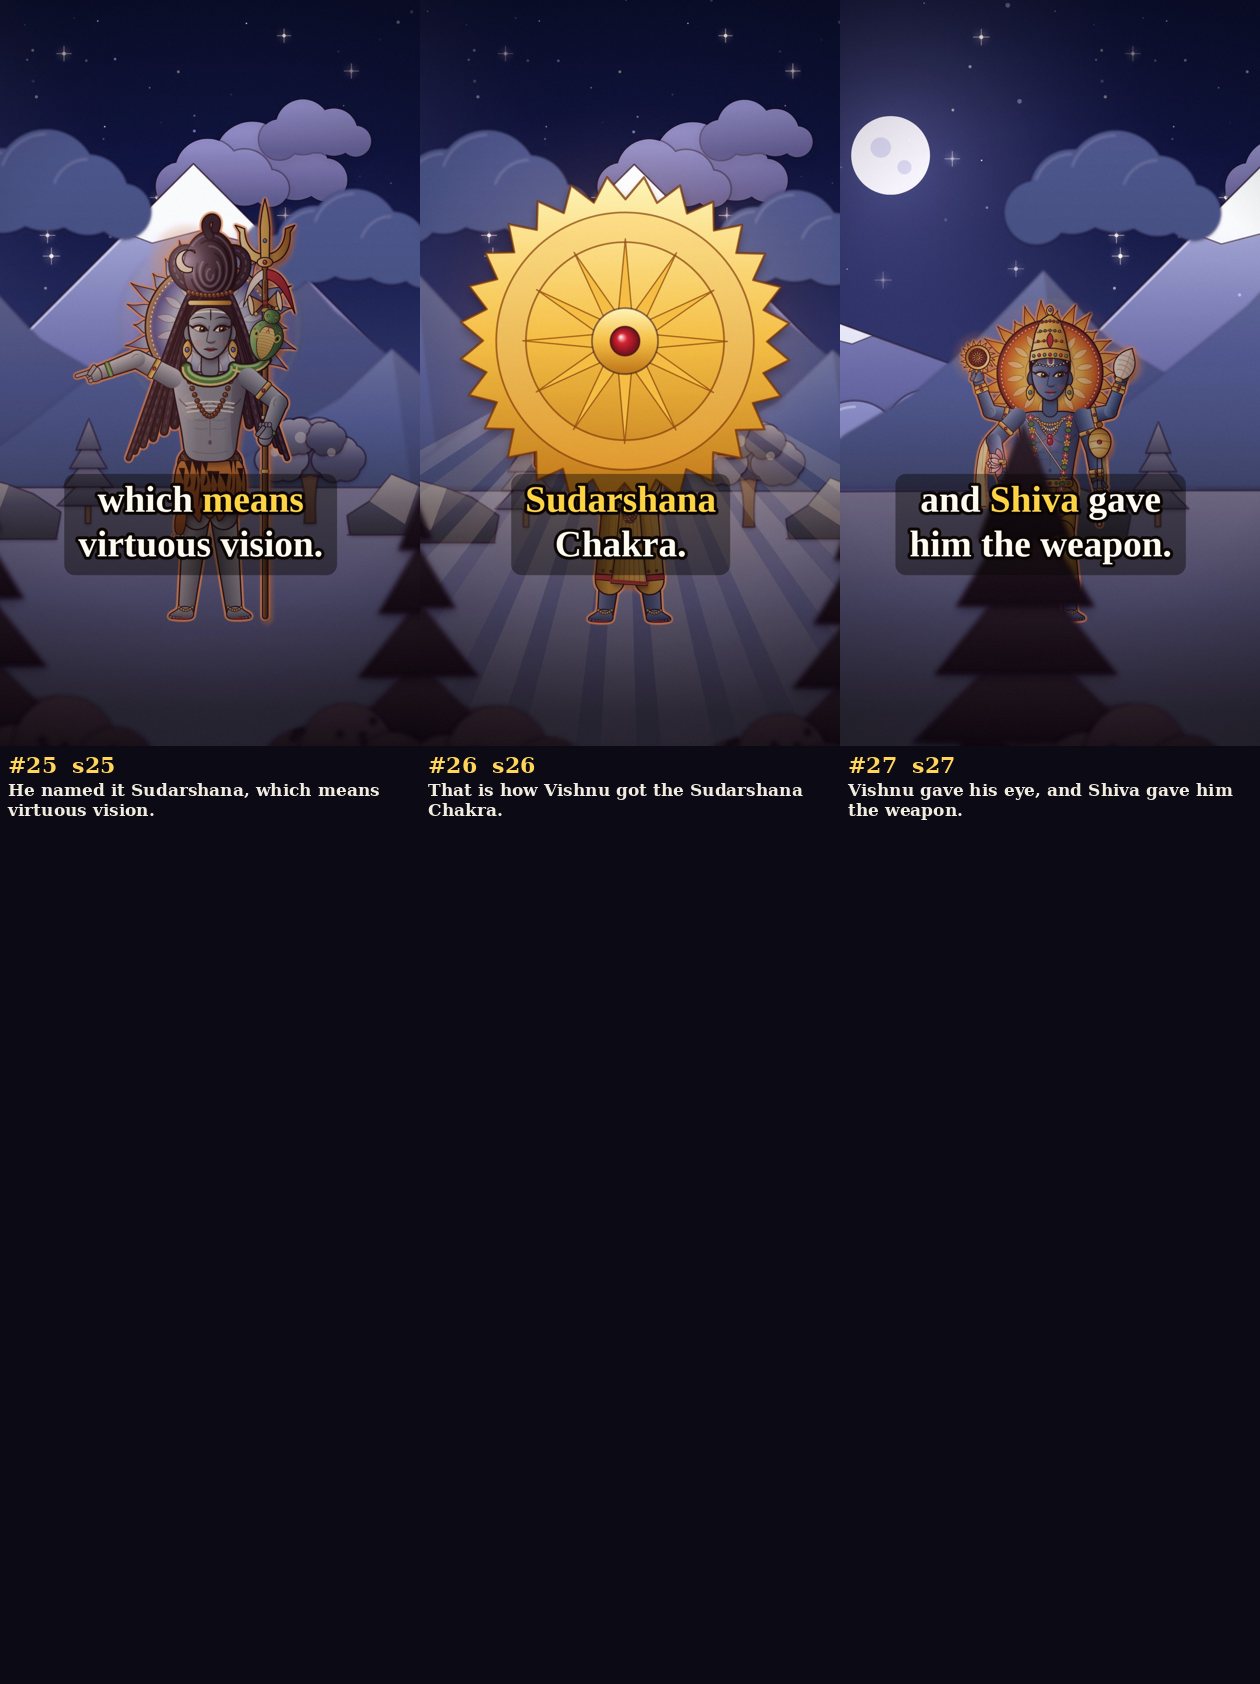 which means
virtuous vision.
Sudarshana
Chakra.
and Shiva gave
him the weapon.
#25 s25
He named it Sudarshana, which means
virtuous vision.
#26 s26
That is how Vishnu got the Sudarshana
Chakra.
#27 s27
Vishnu gave his eye, and Shiva gave him
the weapon.